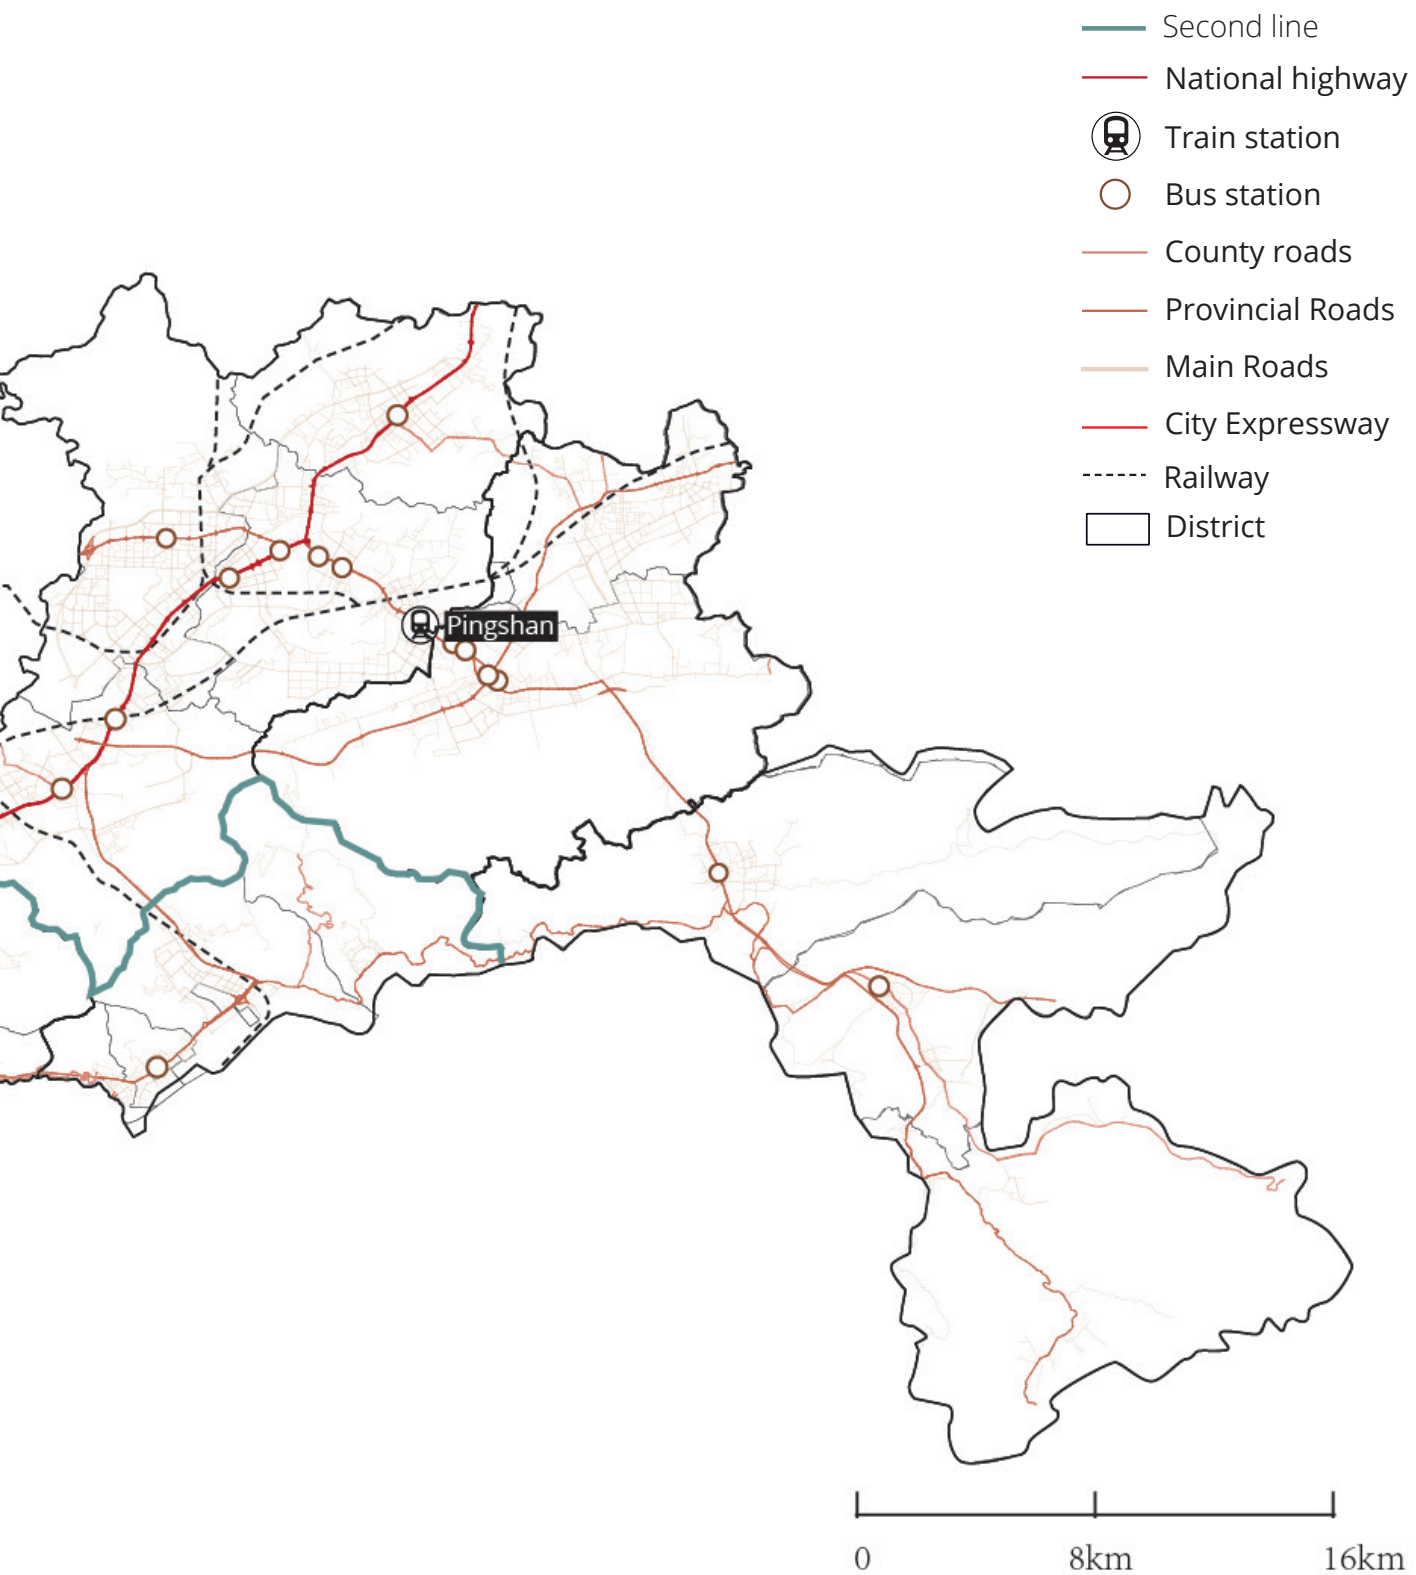 Second line
National highway
Train station
Bus station
County roads
Provincial Roads
Main Roads
City Expressway
Railway
District
Pingshan
0 8km 16km